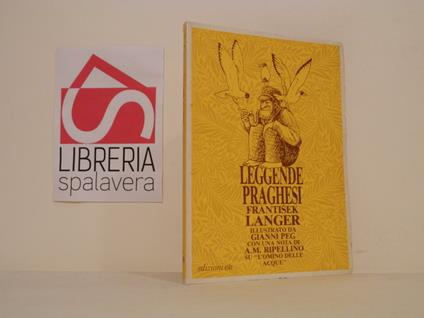 LIBRERIA
spalavera
LEGGENDE
PRAGHESI
FRANTISEK
LANGER
ILLUSTRATO DA
GIANNI PEG
CON UNA NOTA DI
A.M. RIPELLINO
SU "L'OMINO DELLE
ACQUE"
edizioni e/o